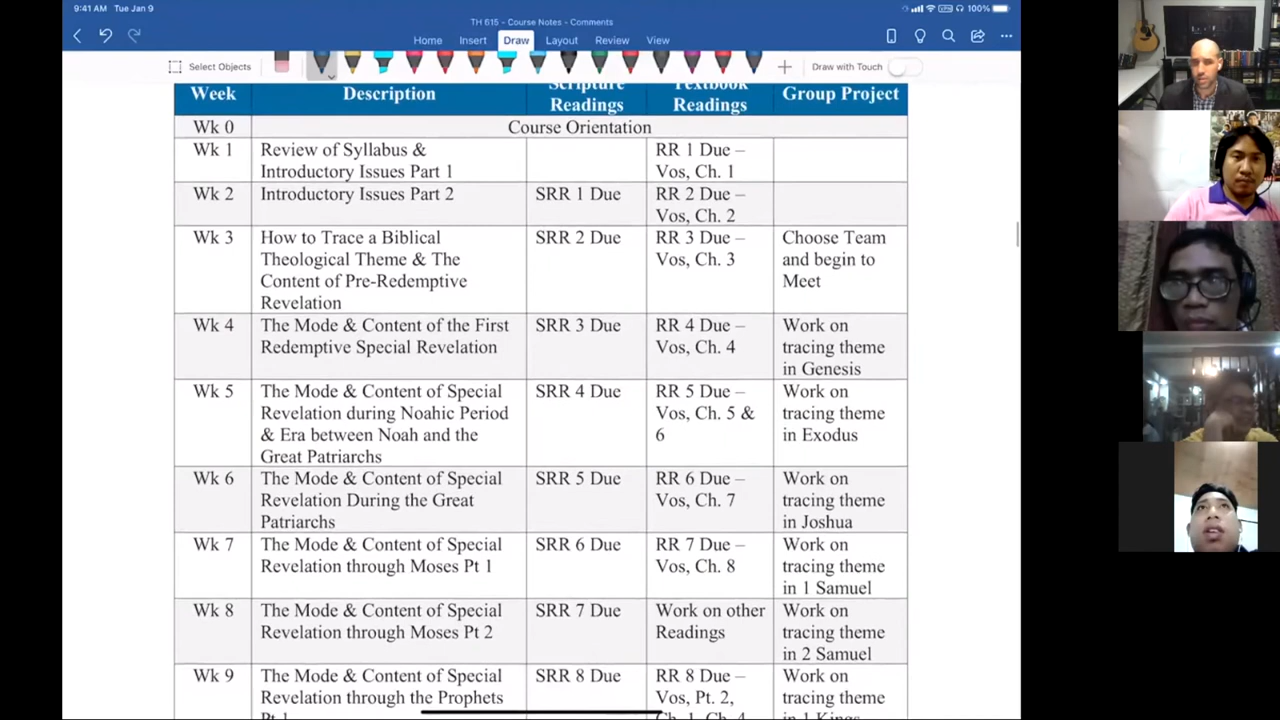 9:41 AM Tue Jan 9
100%
TH 615 - Course Notes - Comments
Home Insert Draw Layout Review View
Select Objects
Draw with Touch
Week Description Scripture Readings Textbook Readings Group Project
Wk 0 Course Orientation
Wk 1 Review of Syllabus & RR 1 Due –
Introductory Issues Part 1 Vos, Ch. 1
Wk 2 Introductory Issues Part 2 SRR 1 Due RR 2 Due –
Vos, Ch. 2
Wk 3 How to Trace a Biblical SRR 2 Due RR 3 Due – Choose Team
Theological Theme & The Vos, Ch. 3 and begin to
Content of Pre-Redemptive Meet
Revelation
Wk 4 The Mode & Content of the First SRR 3 Due RR 4 Due – Work on
Redemptive Special Revelation Vos, Ch. 4 tracing theme
in Genesis
Wk 5 The Mode & Content of Special SRR 4 Due RR 5 Due – Work on
Revelation during Noahic Period Vos, Ch. 5 & tracing theme
& Era between Noah and the 6 in Exodus
Great Patriarchs
Wk 6 The Mode & Content of Special SRR 5 Due RR 6 Due – Work on
Revelation During the Great Vos, Ch. 7 tracing theme
Patriarchs in Joshua
Wk 7 The Mode & Content of Special SRR 6 Due RR 7 Due – Work on
Revelation through Moses Pt 1 Vos, Ch. 8 tracing theme
in 1 Samuel
Wk 8 The Mode & Content of Special SRR 7 Due Work on other Work on
Revelation through Moses Pt 2 Readings tracing theme
in 2 Samuel
Wk 9 The Mode & Content of Special SRR 8 Due RR 8 Due – Work on
Revelation through the Prophets Vos, Pt. 2, tracing theme
Pt 1 Ch. 1, Ch. 4 in 1 Kings